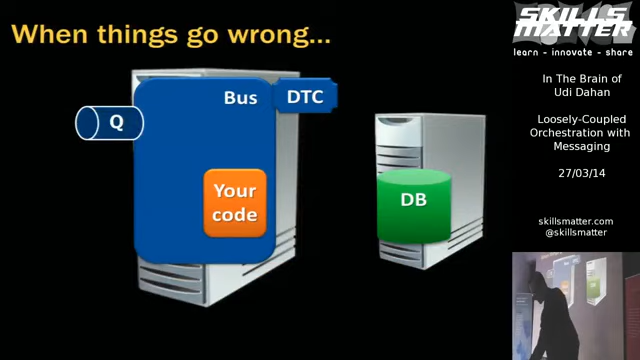 When things go wrong...
Bus
DTC
Q
Your
code
DB
SKILLS
MATTER
learn - innovate - share
In The Brain of
Udi Dahan
Loosely-Coupled
Orchestration with
Messaging
27/03/14
skillsmatter.com
@skillsmatter